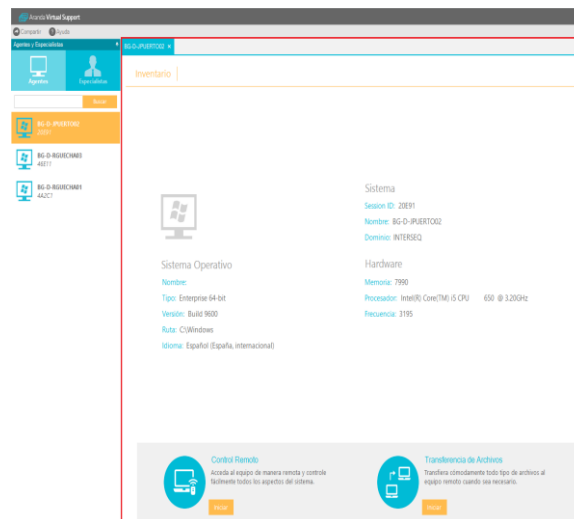 Aranda Virtual Support
Compartir Ayuda
Agentes y Especialistas
BG-D-JPUERTO02 ×
Agentes
Especialistas
Inventario
Buscar
BG-D-JPUERTO02
20E91
BG-D-RGUECHA03
46E11
BG-D-RGUECHA01
4A2C1
Sistema
Session ID: 20E91
Nombre: BG-D-JPUERTO02
Dominio: INTERSEQ
Sistema Operativo
Nombre:
Tipo: Enterprise 64-bit
Versión: Build 9600
Ruta: C:\Windows
Idioma: Español (España, internacional)
Hardware
Memoria: 7990
Procesador: Intel(R) Core(TM) i5 CPU 650 @ 3.20GHz
Frecuencia: 3195
Control Remoto
Acceda al equipo de manera remota y controle
fácilmente todos los aspectos del sistema.
Iniciar
Transferencia de Archivos
Transfiera cómodamente todo tipo de archivos al
equipo remoto cuando sea necesario.
Iniciar